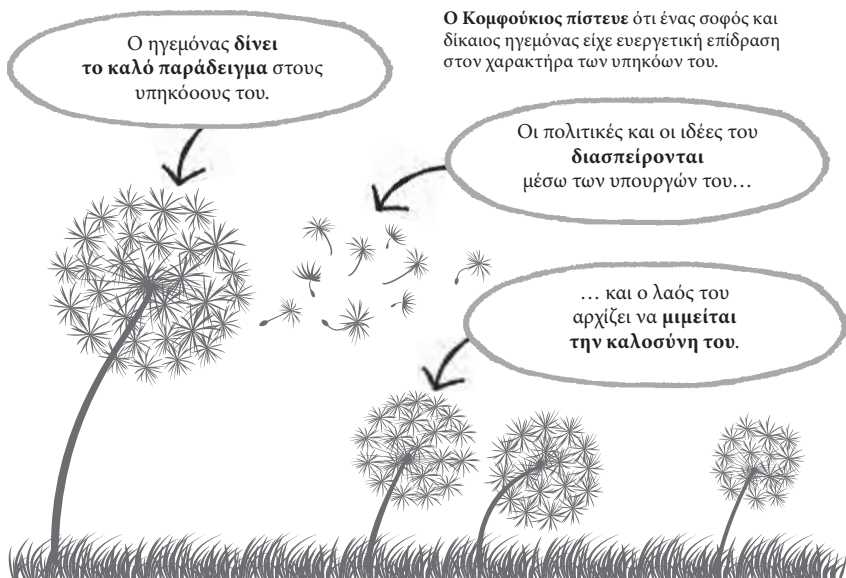 Ο ηγεμόνας δίνει
το καλό παράδειγμα στους
υπηκόοους του.
Ο Κομφούκιος πίστευε ότι ένας σοφός και
δίκαιος ηγεμόνας είχε ευεργετική επίδραση
στον χαρακτήρα των υπηκόων του.
Οι πολιτικές και οι ιδέες του
διασπείρονται
μέσω των υπουργών του…
… και ο λαός του
αρχίζει να μιμείται
την καλοσύνη του.